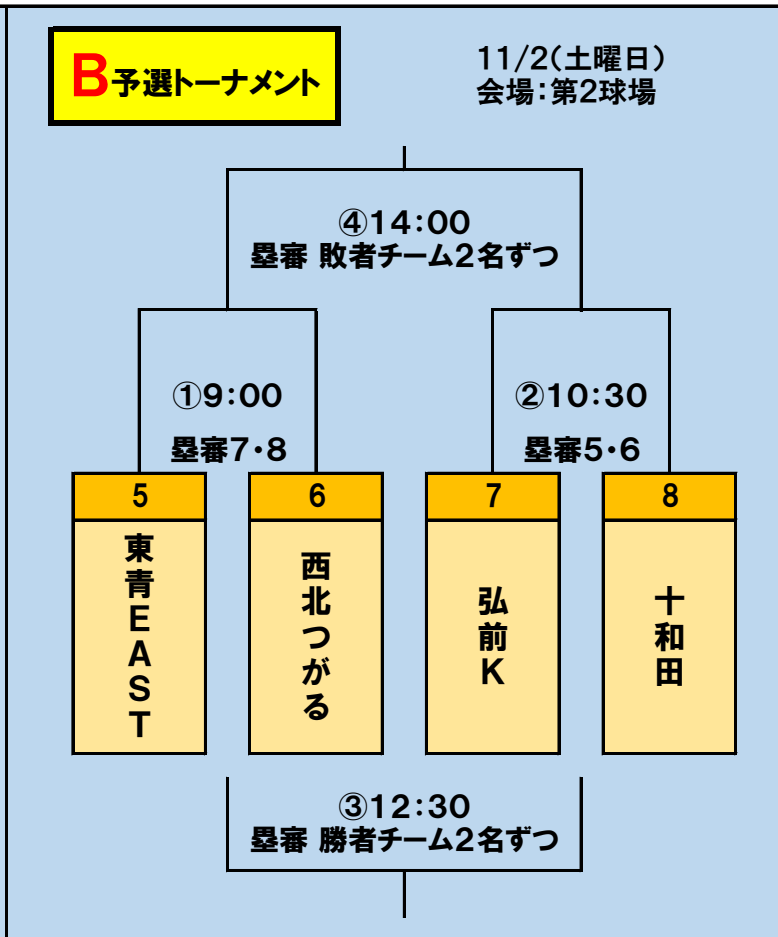 B予選トーナメント
11/2(土曜日)
会場:第2球場
④14:00
塁審 敗者チーム2名ずつ
①9:00
塁審7・8
②10:30
塁審5・6
5
6
7
8
東青EAST
西北つがる
弘前K
十和田
③12:30
塁審 勝者チーム2名ずつ